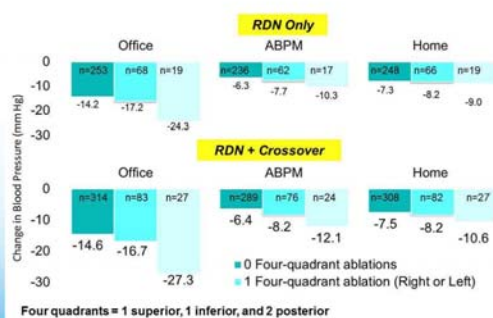 RDN Only
Office ABPM Home
0 n=253 n=68 n=19 n=236 n=62 n=17 n=248 n=66 n=19
-14.2 -17.2 -24.3 -6.3 -7.7 -10.3 -7.3 -8.2 -9.0
-10
-20
-30
Change in Blood Pressure (mm Hg)
RDN + Crossover
Office ABPM Home
0 n=314 n=83 n=27 n=289 n=76 n=24 n=308 n=82 n=27
-14.6 -16.7 -27.3 -6.4 -8.2 -12.1 -7.5 -8.2 -10.6
-10
-20
-30
0 Four-quadrant ablations
1 Four-quadrant ablation (Right or Left)
Four quadrants = 1 superior, 1 inferior, and 2 posterior